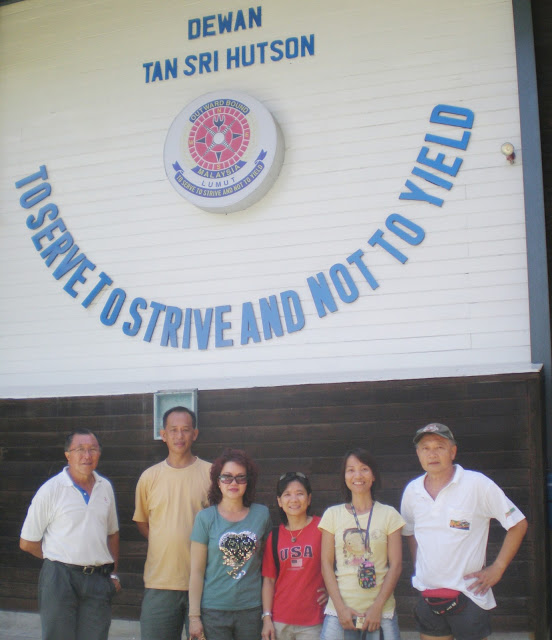 DEWAN
TAN SRI HUTSON
OUTWARD BOUND
MALAYSIA
LUMUT
TO SERVE TO STRIVE AND NOT TO YIELD
TO SERVE TO STRIVE AND NOT TO YIELD
USA